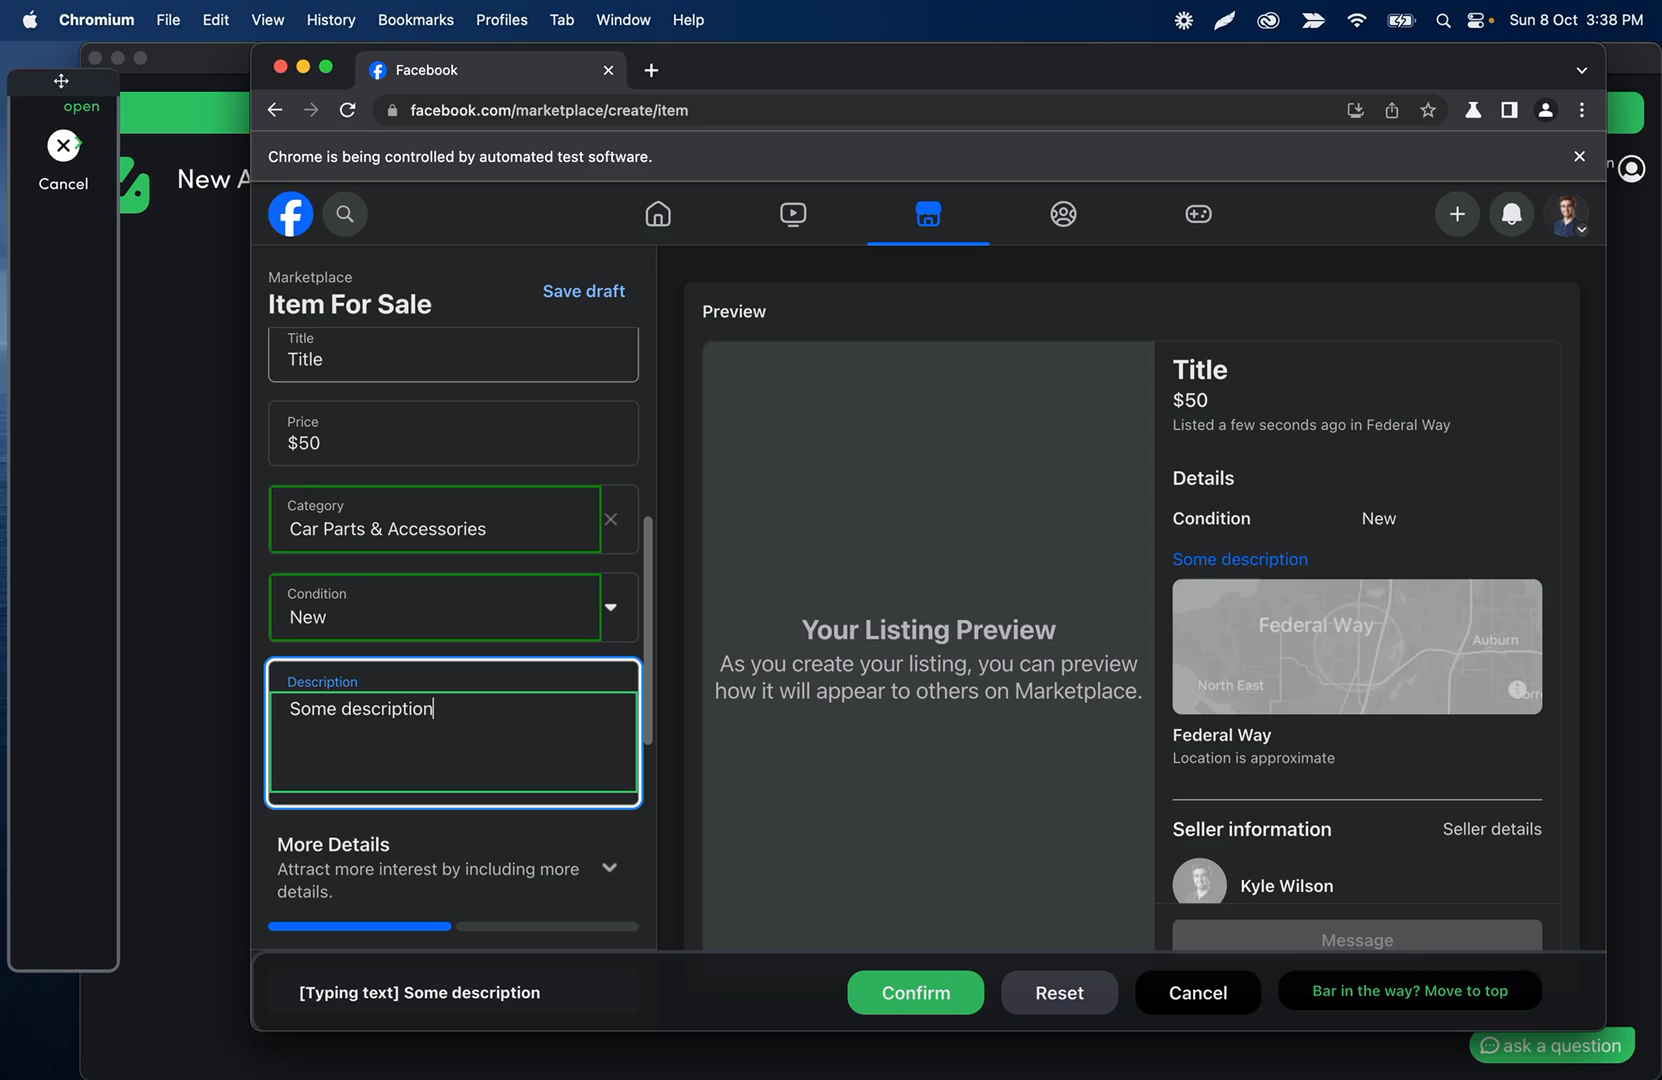 Chromium File Edit View History Bookmarks Profiles Tab Window Help
Sun 8 Oct 3:38 PM
open
Cancel
New A
Facebook
facebook.com/marketplace/create/item
Chrome is being controlled by automated test software.
Marketplace
Item For Sale
Save draft
Title
Title
Price
$50
Category
Car Parts & Accessories
Condition
New
Description
Some description
More Details
Attract more interest by including more
details.
Preview
Your Listing Preview
As you create your listing, you can preview
how it will appear to others on Marketplace.
Title
$50
Listed a few seconds ago in Federal Way
Details
Condition New
Some description
Federal Way
Auburn
North East
Federal Way
Location is approximate
Seller information Seller details
Kyle Wilson
Message
[Typing text] Some description
Confirm
Reset
Cancel
Bar in the way? Move to top
ask a question